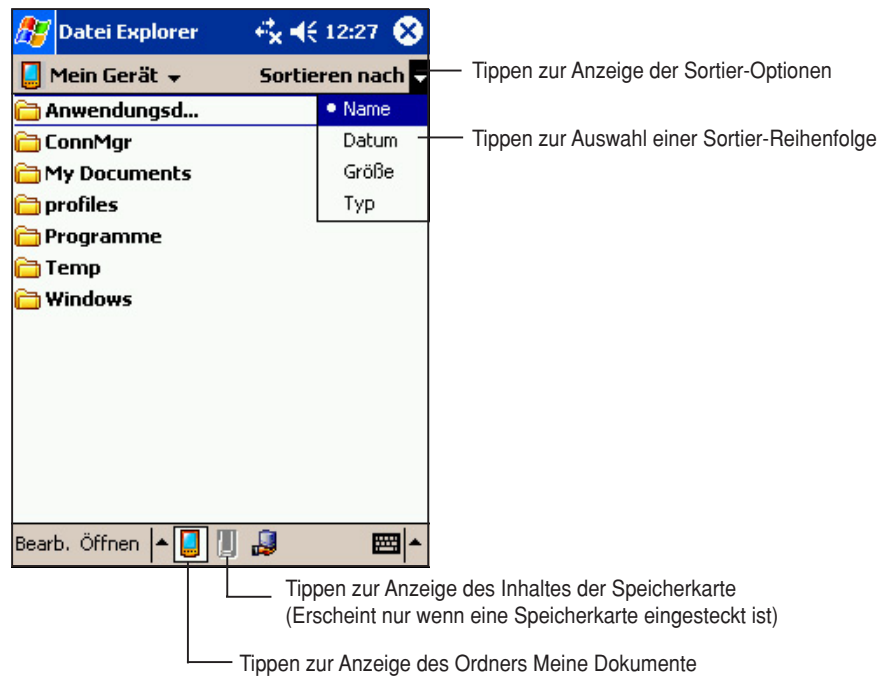 Datei Explorer 12:27
Mein Gerät Sortieren nach
Tippen zur Anzeige der Sortier-Optionen
Anwendungsd...
Name
ConnMgr
Datum
Tippen zur Auswahl einer Sortier-Reihenfolge
My Documents
Größe
profiles
Typ
Programme
Temp
Windows
Bearb. Öffnen
Tippen zur Anzeige des Inhaltes der Speicherkarte
(Erscheint nur wenn eine Speicherkarte eingesteckt ist)
Tippen zur Anzeige des Ordners Meine Dokumente